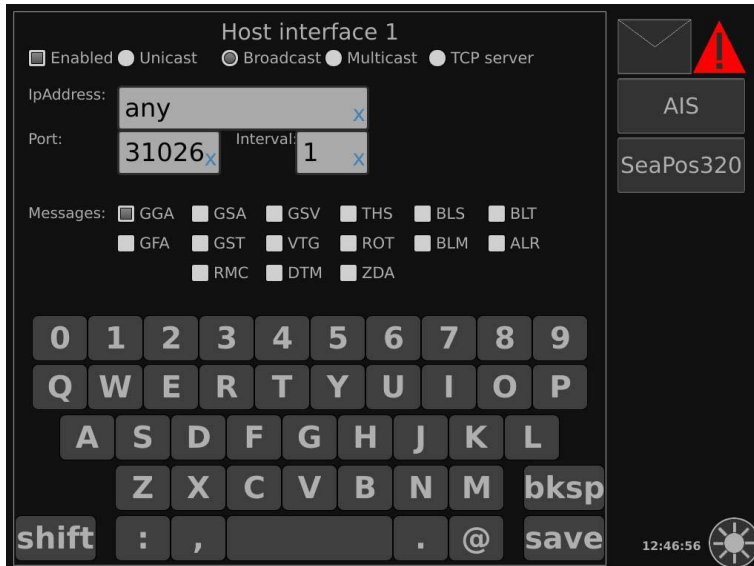 Host interface 1
Enabled Unicast Broadcast Multicast TCP server
IpAddress: any x
Port: 31026 x Interval: 1 x
Messages: GGA GSA GSV THS BLS BLT
GFA GST VTG ROT BLM ALR
RMC DTM ZDA
0 1 2 3 4 5 6 7 8 9
Q W E R T Y U I O P
A S D F G H J K L
Z X C V B N M bksp
shift : , . @ save
!
AIS
SeaPos320
12:46:56